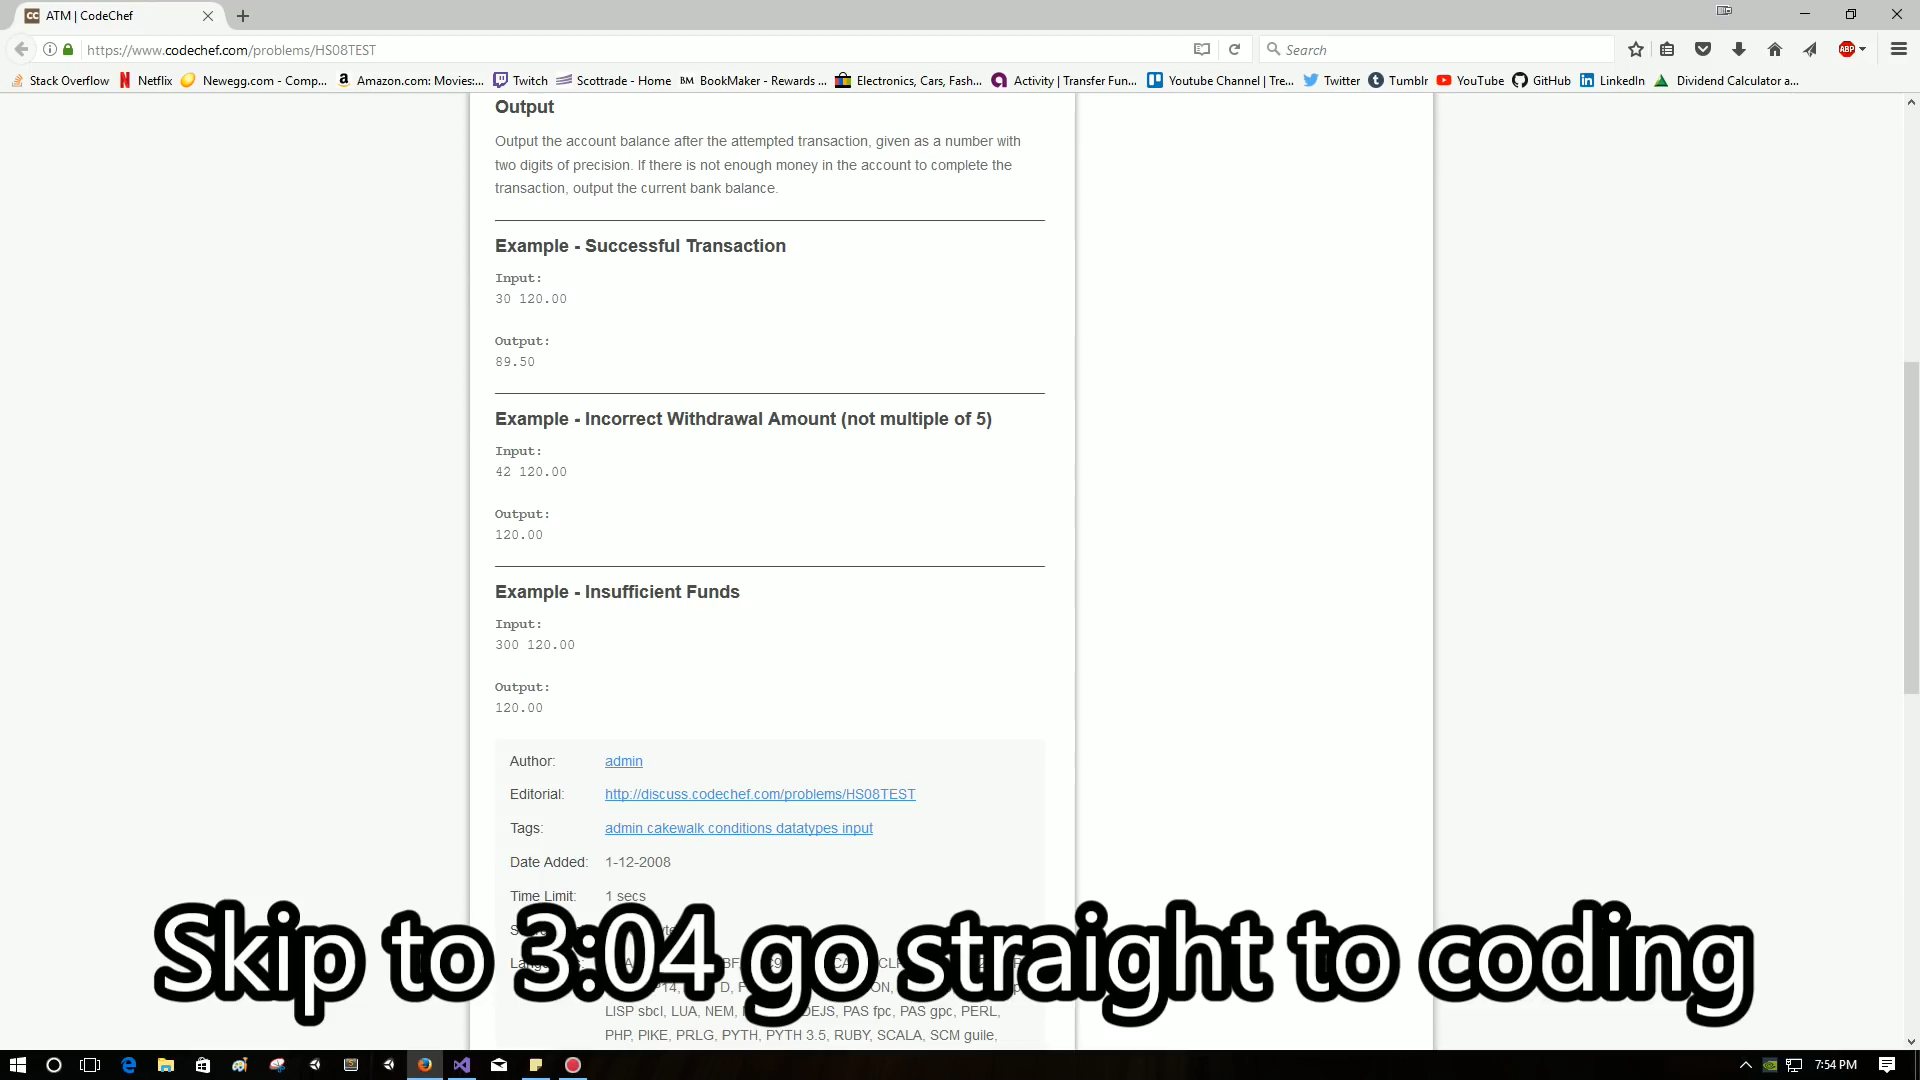 ATM | CodeChef
https://www.codechef.com/problems/HS08TEST
Search
Stack Overflow Netflix Newegg.com - Comp... Amazon.com: Movies:... Twitch Scottrade - Home BM BookMaker - Rewards ... Electronics, Cars, Fash... Activity | Transfer Fun... Youtube Channel | Tre... Twitter Tumblr YouTube GitHub LinkedIn Dividend Calculator a...
Output
Output the account balance after the attempted transaction, given as a number with
two digits of precision. If there is not enough money in the account to complete the
transaction, output the current bank balance.
Example - Successful Transaction
Input:
30 120.00
Output:
89.50
Example - Incorrect Withdrawal Amount (not multiple of 5)
Input:
42 120.00
Output:
120.00
Example - Insufficient Funds
Input:
300 120.00
Output:
120.00
Author: admin
Editorial: http://discuss.codechef.com/problems/HS08TEST
Tags: admin cakewalk conditions datatypes input
Date Added: 1-12-2008
Time Limit: 1 secs
Skip to 3:04 go straight to coding
LISP sbcl, LUA, NEM, PAS fpc, PAS gpc, PERL,
PHP, PIKE, PRLG, PYTH, PYTH 3.5, RUBY, SCALA, SCM guile,
7:54 PM